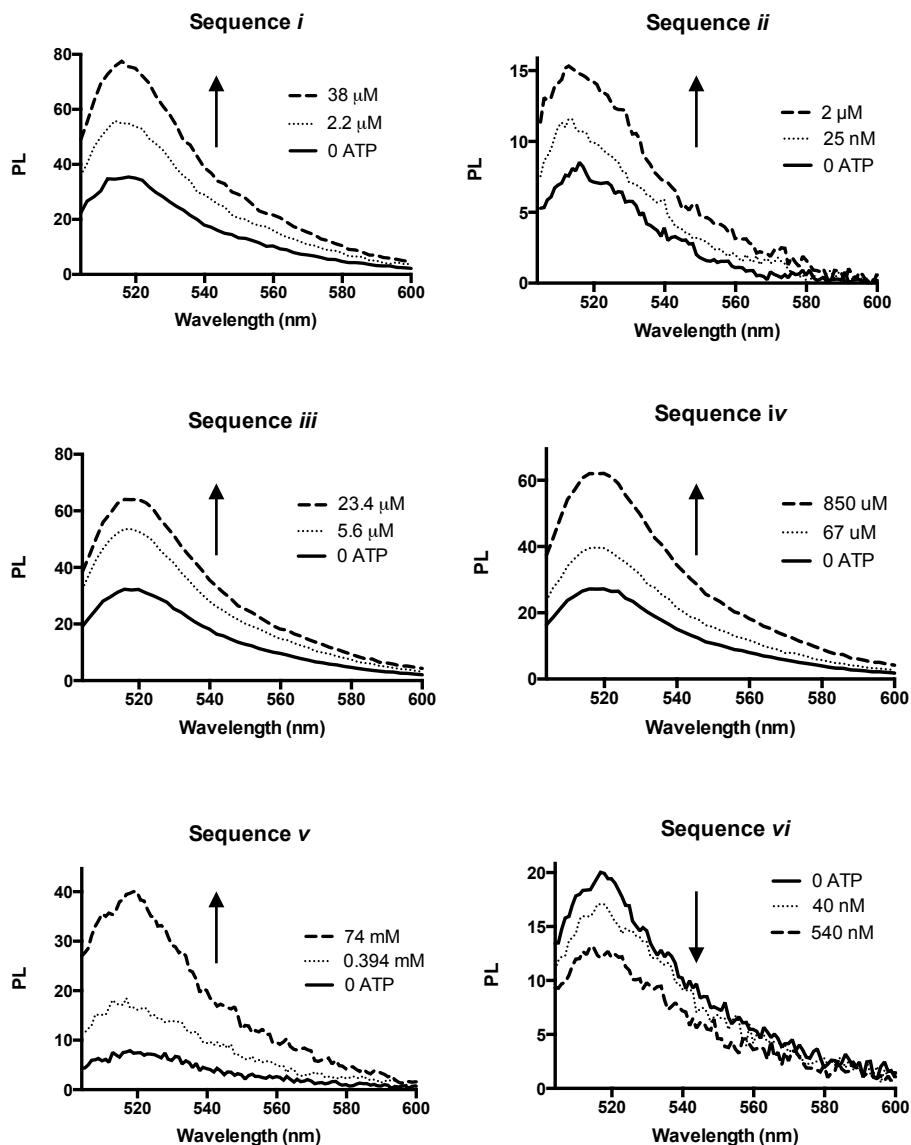 Sequence i
80
60
40
20
0
PL
38 μM
2.2 μM
0 ATP
520 540 560 580 600
Wavelength (nm)
Sequence ii
15
10
5
0
PL
2 μM
25 nM
0 ATP
520 540 560 580 600
Wavelength (nm)
Sequence iii
80
60
40
20
0
PL
23.4 μM
5.6 μM
0 ATP
520 540 560 580 600
Wavelength (nm)
Sequence iv
60
40
20
0
PL
850 uM
67 uM
0 ATP
520 540 560 580 600
Wavelength (nm)
Sequence v
40
30
20
10
0
PL
74 mM
0.394 mM
0 ATP
520 540 560 580 600
Wavelength (nm)
Sequence vi
20
15
10
5
0
PL
0 ATP
40 nM
540 nM
520 540 560 580 600
Wavelength (nm)